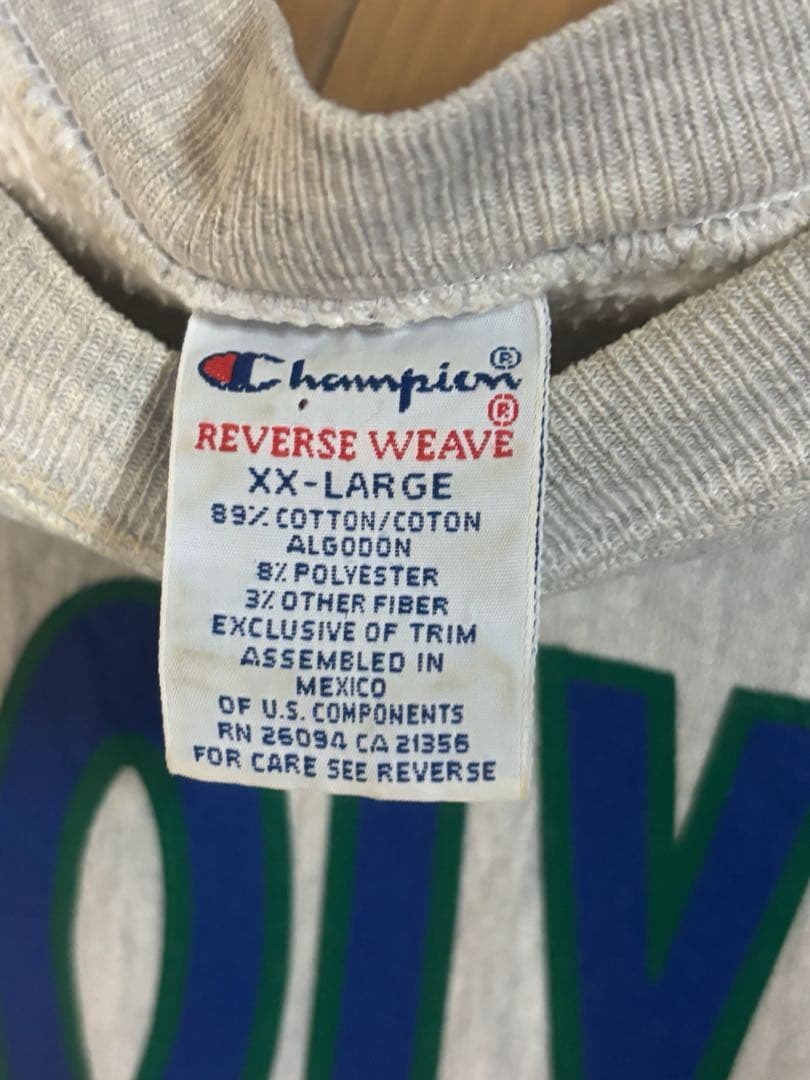 Champion®
®
REVERSE WEAVE
XX-LARGE
89% COTTON/COTON
ALGODON
8% POLYESTER
3% OTHER FIBER
EXCLUSIVE OF TRIM
ASSEMBLED IN
MEXICO
OF U.S. COMPONENTS
RN 26094 CA 21356
FOR CARE SEE REVERSE